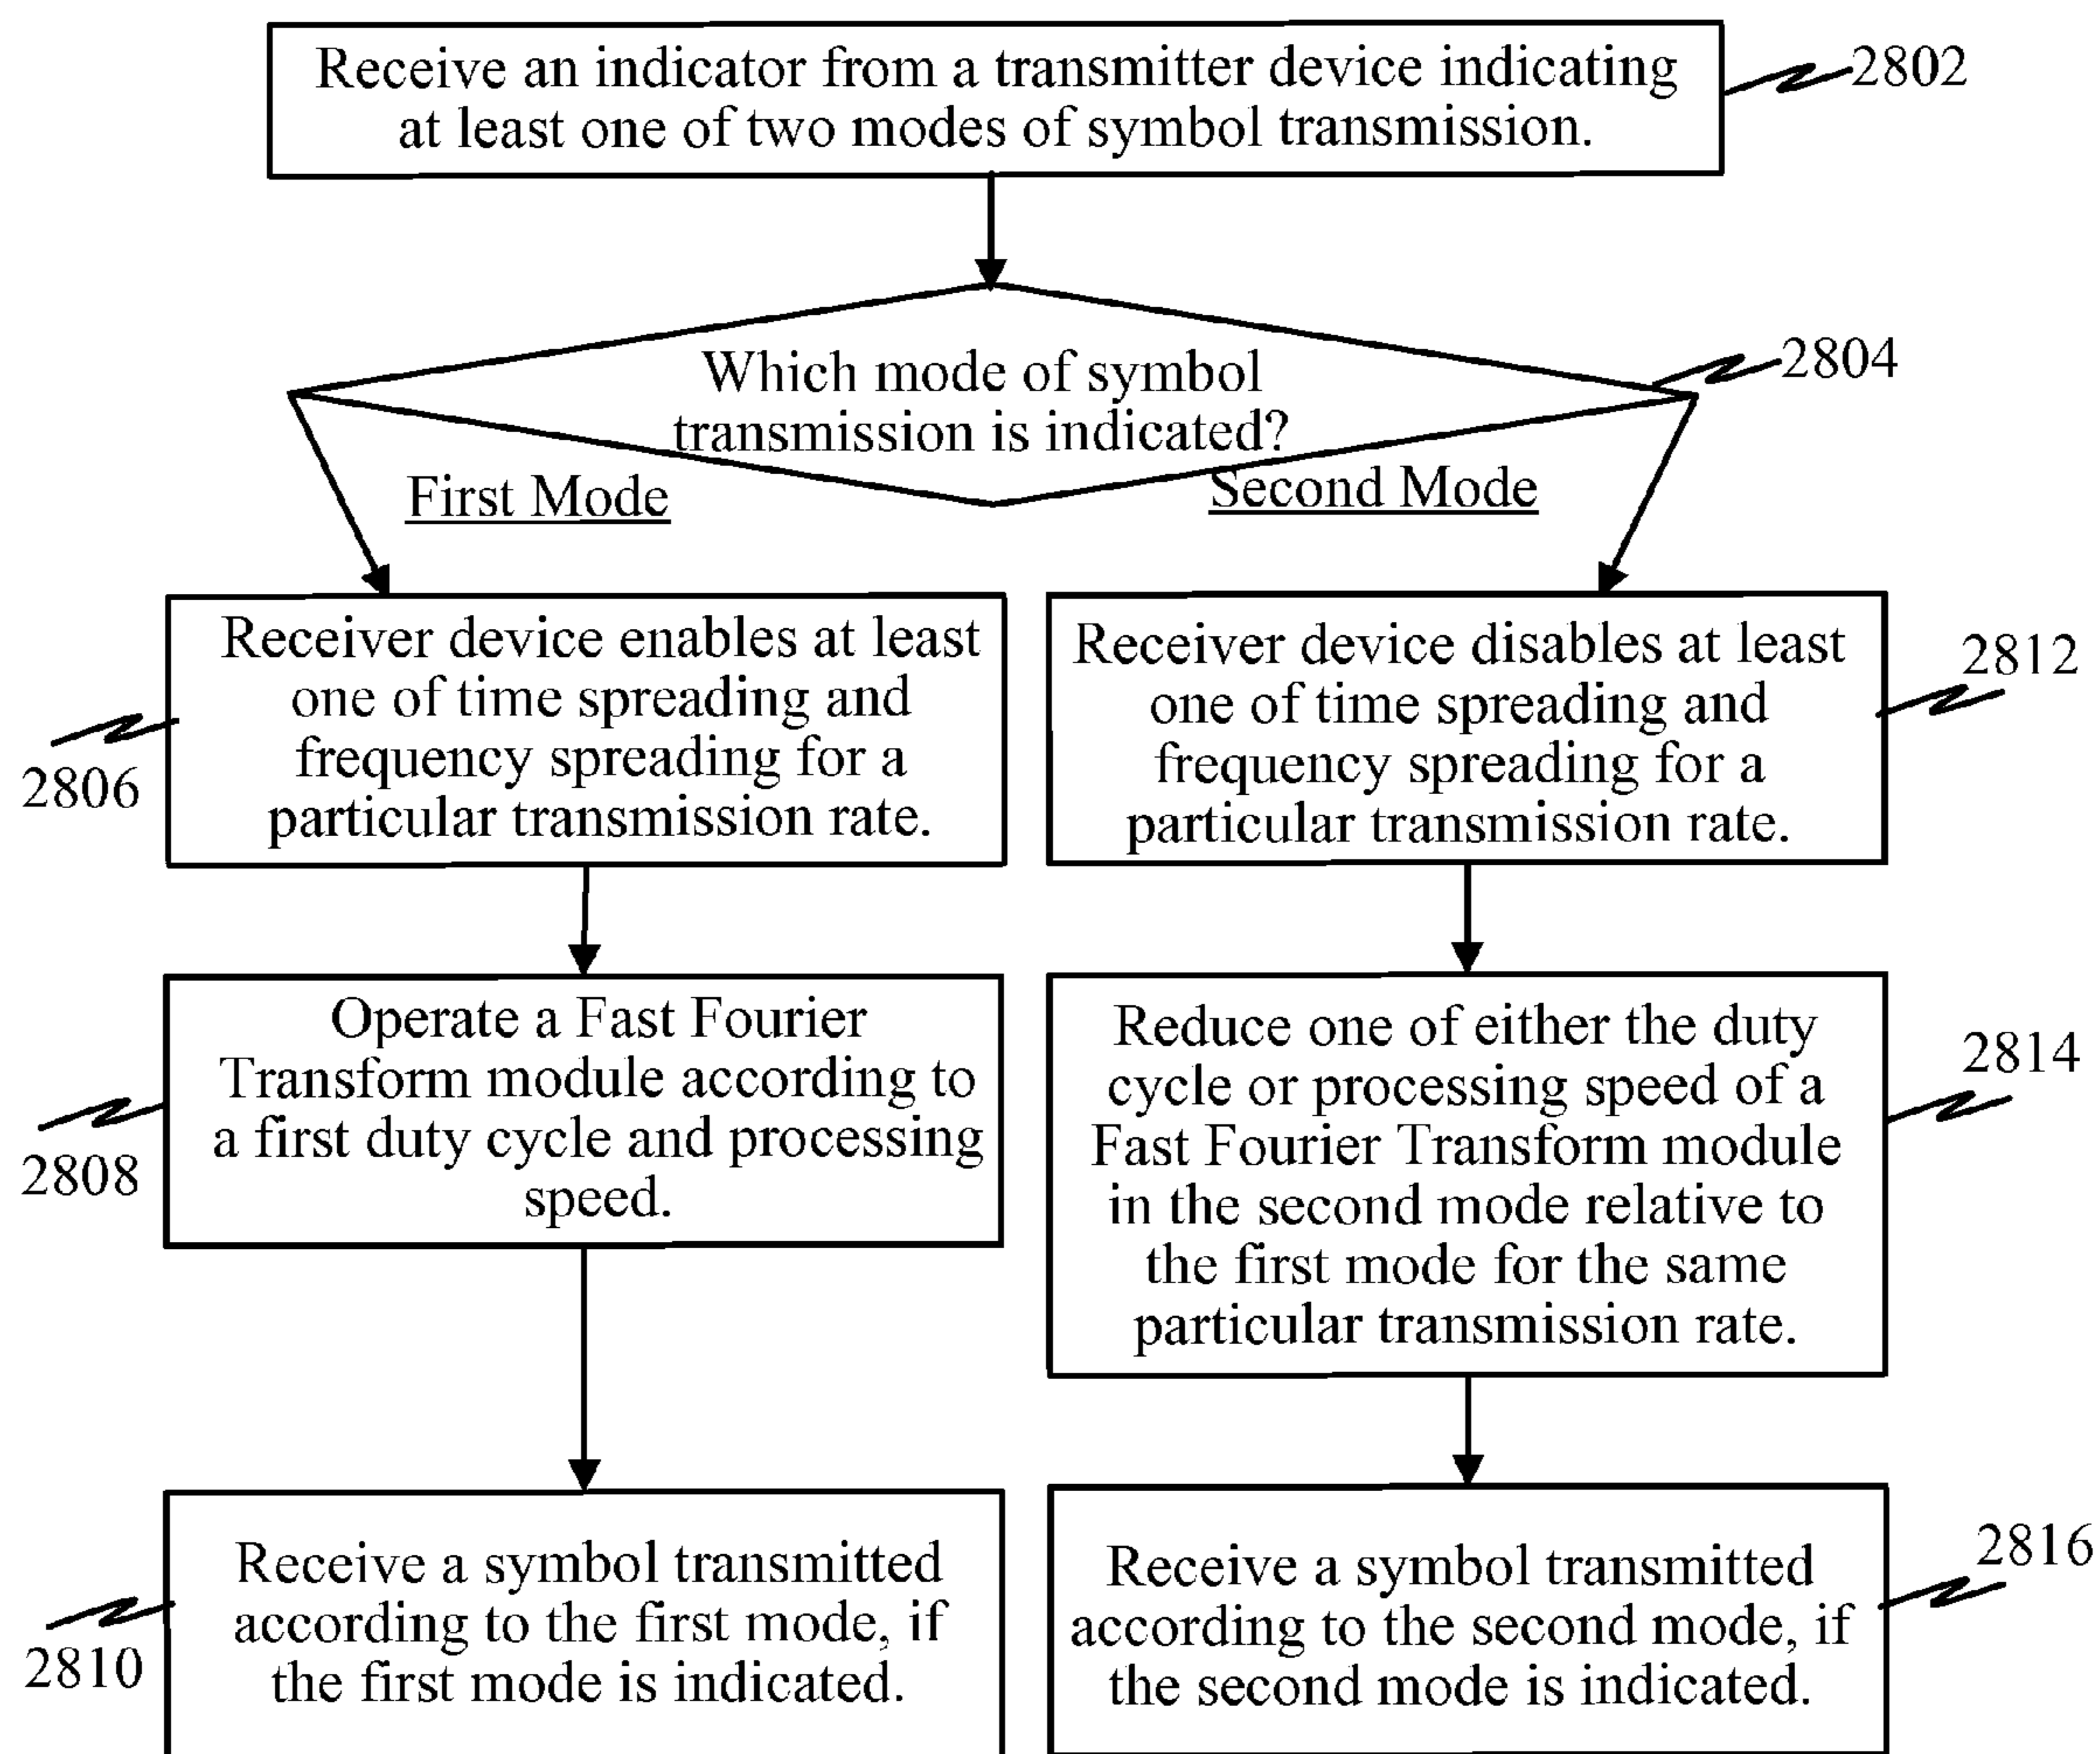 Receive an indicator from a transmitter device indicating
at least one of two modes of symbol transmission.
2802
Which mode of symbol
transmission is indicated?
2804
First Mode
Second Mode
Receiver device enables at least
one of time spreading and
frequency spreading for a
particular transmission rate.
2806
Receiver device disables at least
one of time spreading and
frequency spreading for a
particular transmission rate.
2812
Operate a Fast Fourier
Transform module according to
a first duty cycle and processing
speed.
2808
Reduce one of either the duty
cycle or processing speed of a
Fast Fourier Transform module
in the second mode relative to
the first mode for the same
particular transmission rate.
2814
Receive a symbol transmitted
according to the first mode, if
the first mode is indicated.
2810
Receive a symbol transmitted
according to the second mode, if
the second mode is indicated.
2816